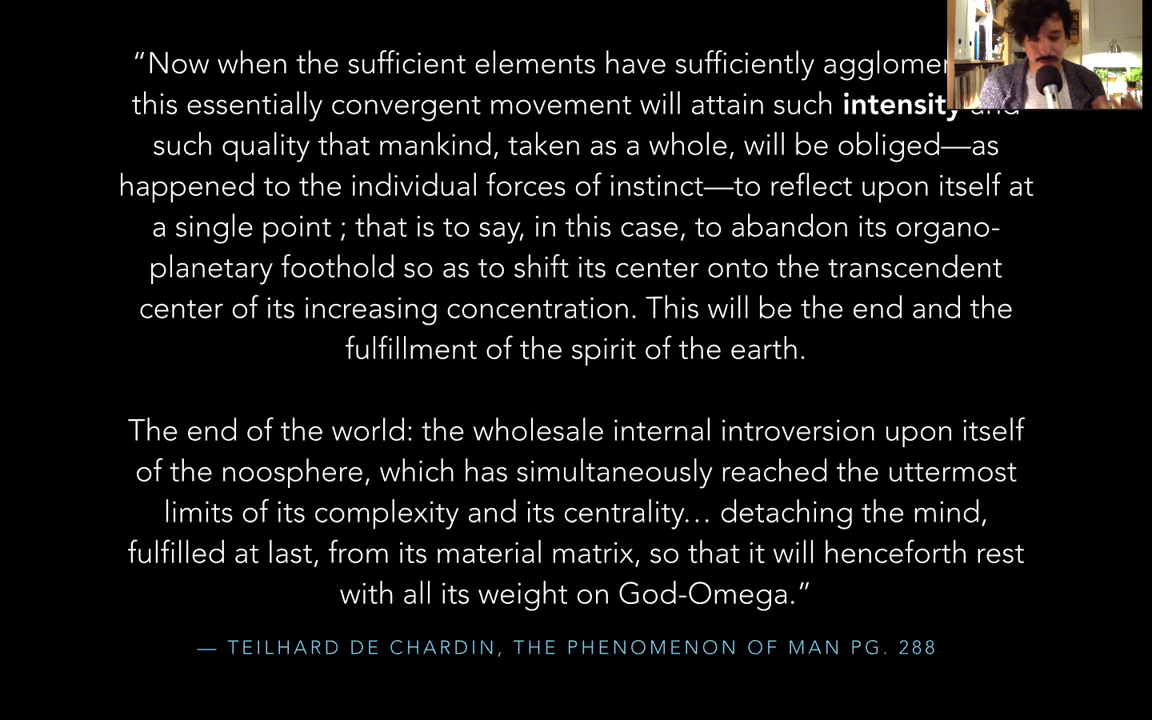 “Now when the sufficient elements have sufficiently
this essentially convergent movement will attain such intensity and
such quality that mankind, taken as a whole, will be obliged—as
happened to the individual forces of instinct—to reflect upon itself at
a single point ; that is to say, in this case, to abandon its organo-
planetary foothold so as to shift its center onto the transcendent
center of its increasing concentration. This will be the end and the
fulfillment of the spirit of the earth.
The end of the world: the wholesale internal introversion upon itself
of the noosphere, which has simultaneously reached the uttermost
limits of its complexity and its centrality… detaching the mind,
fulfilled at last, from its material matrix, so that it will henceforth rest
with all its weight on God-Omega.”
— TEILHARD DE CHARDIN, THE PHENOMENON OF MAN PG. 288